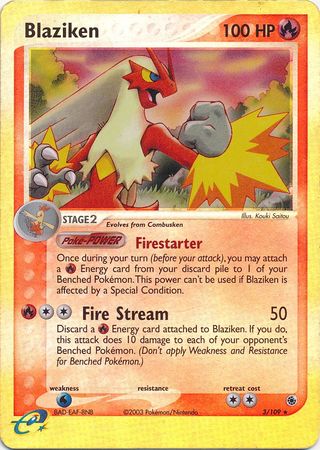 Blaziken
100 HP
Illus. Kouki Saitou
STAGE 2
Evolves from Combusken
Poké-POWER Firestarter
Once during your turn (before your attack), you may
attach a Energy card from your discard pile to 1 of your
Benched Pokémon. This power can't be used if Blaziken is
affected by a Special Condition.
Fire Stream 50
Discard a Energy card attached to Blaziken. If you do,
this attack does 10 damage to each of your opponent's
Benched Pokémon. (Don't apply Weakness and Resistance
for Benched Pokémon.)
weakness resistance retreat cost
e
BAD-EAF-BNB ©2003 Pokémon/Nintendo 3/109 ★